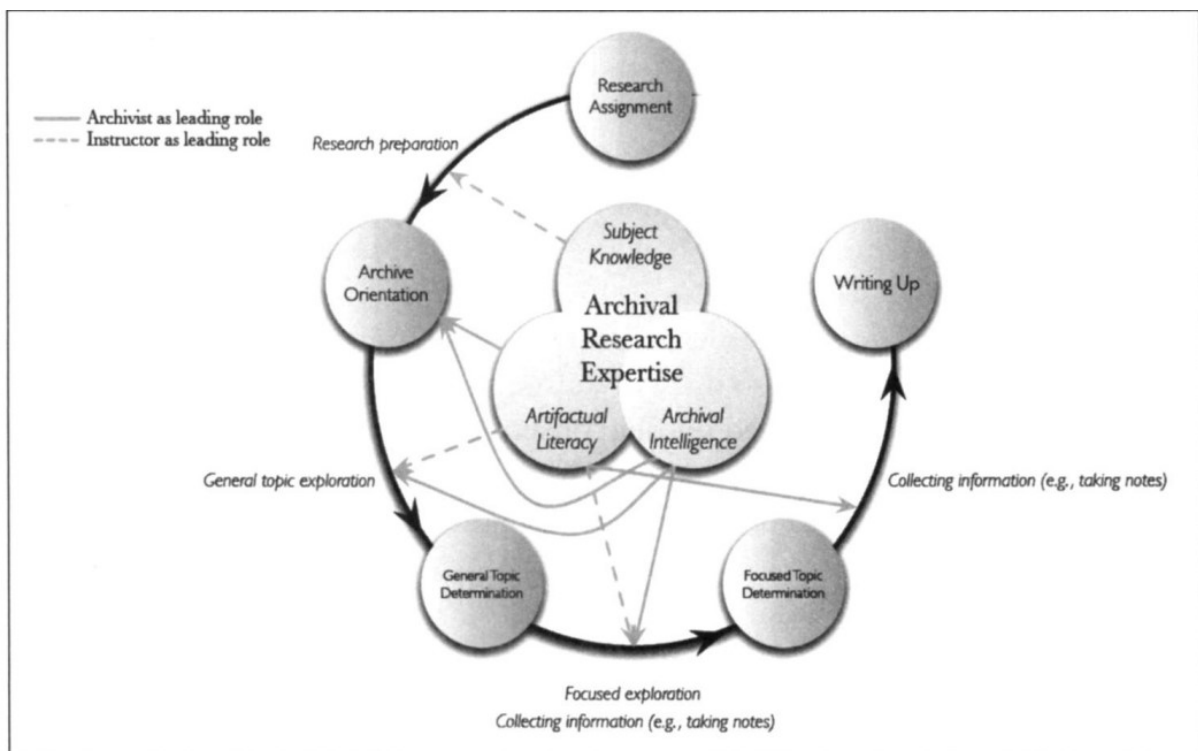 Research
Assignment
Archivist as leading role
Instructor as leading role
Research preparation
Subject
Knowledge
Archive
Orientation
Writing Up
Archival
Research
Expertise
Artifactual
Literacy
Archival
Intelligence
General topic exploration
Collecting information (e.g., taking notes)
General Topic
Determination
Focused Topic
Determination
Focused exploration
Collecting information (e.g., taking notes)